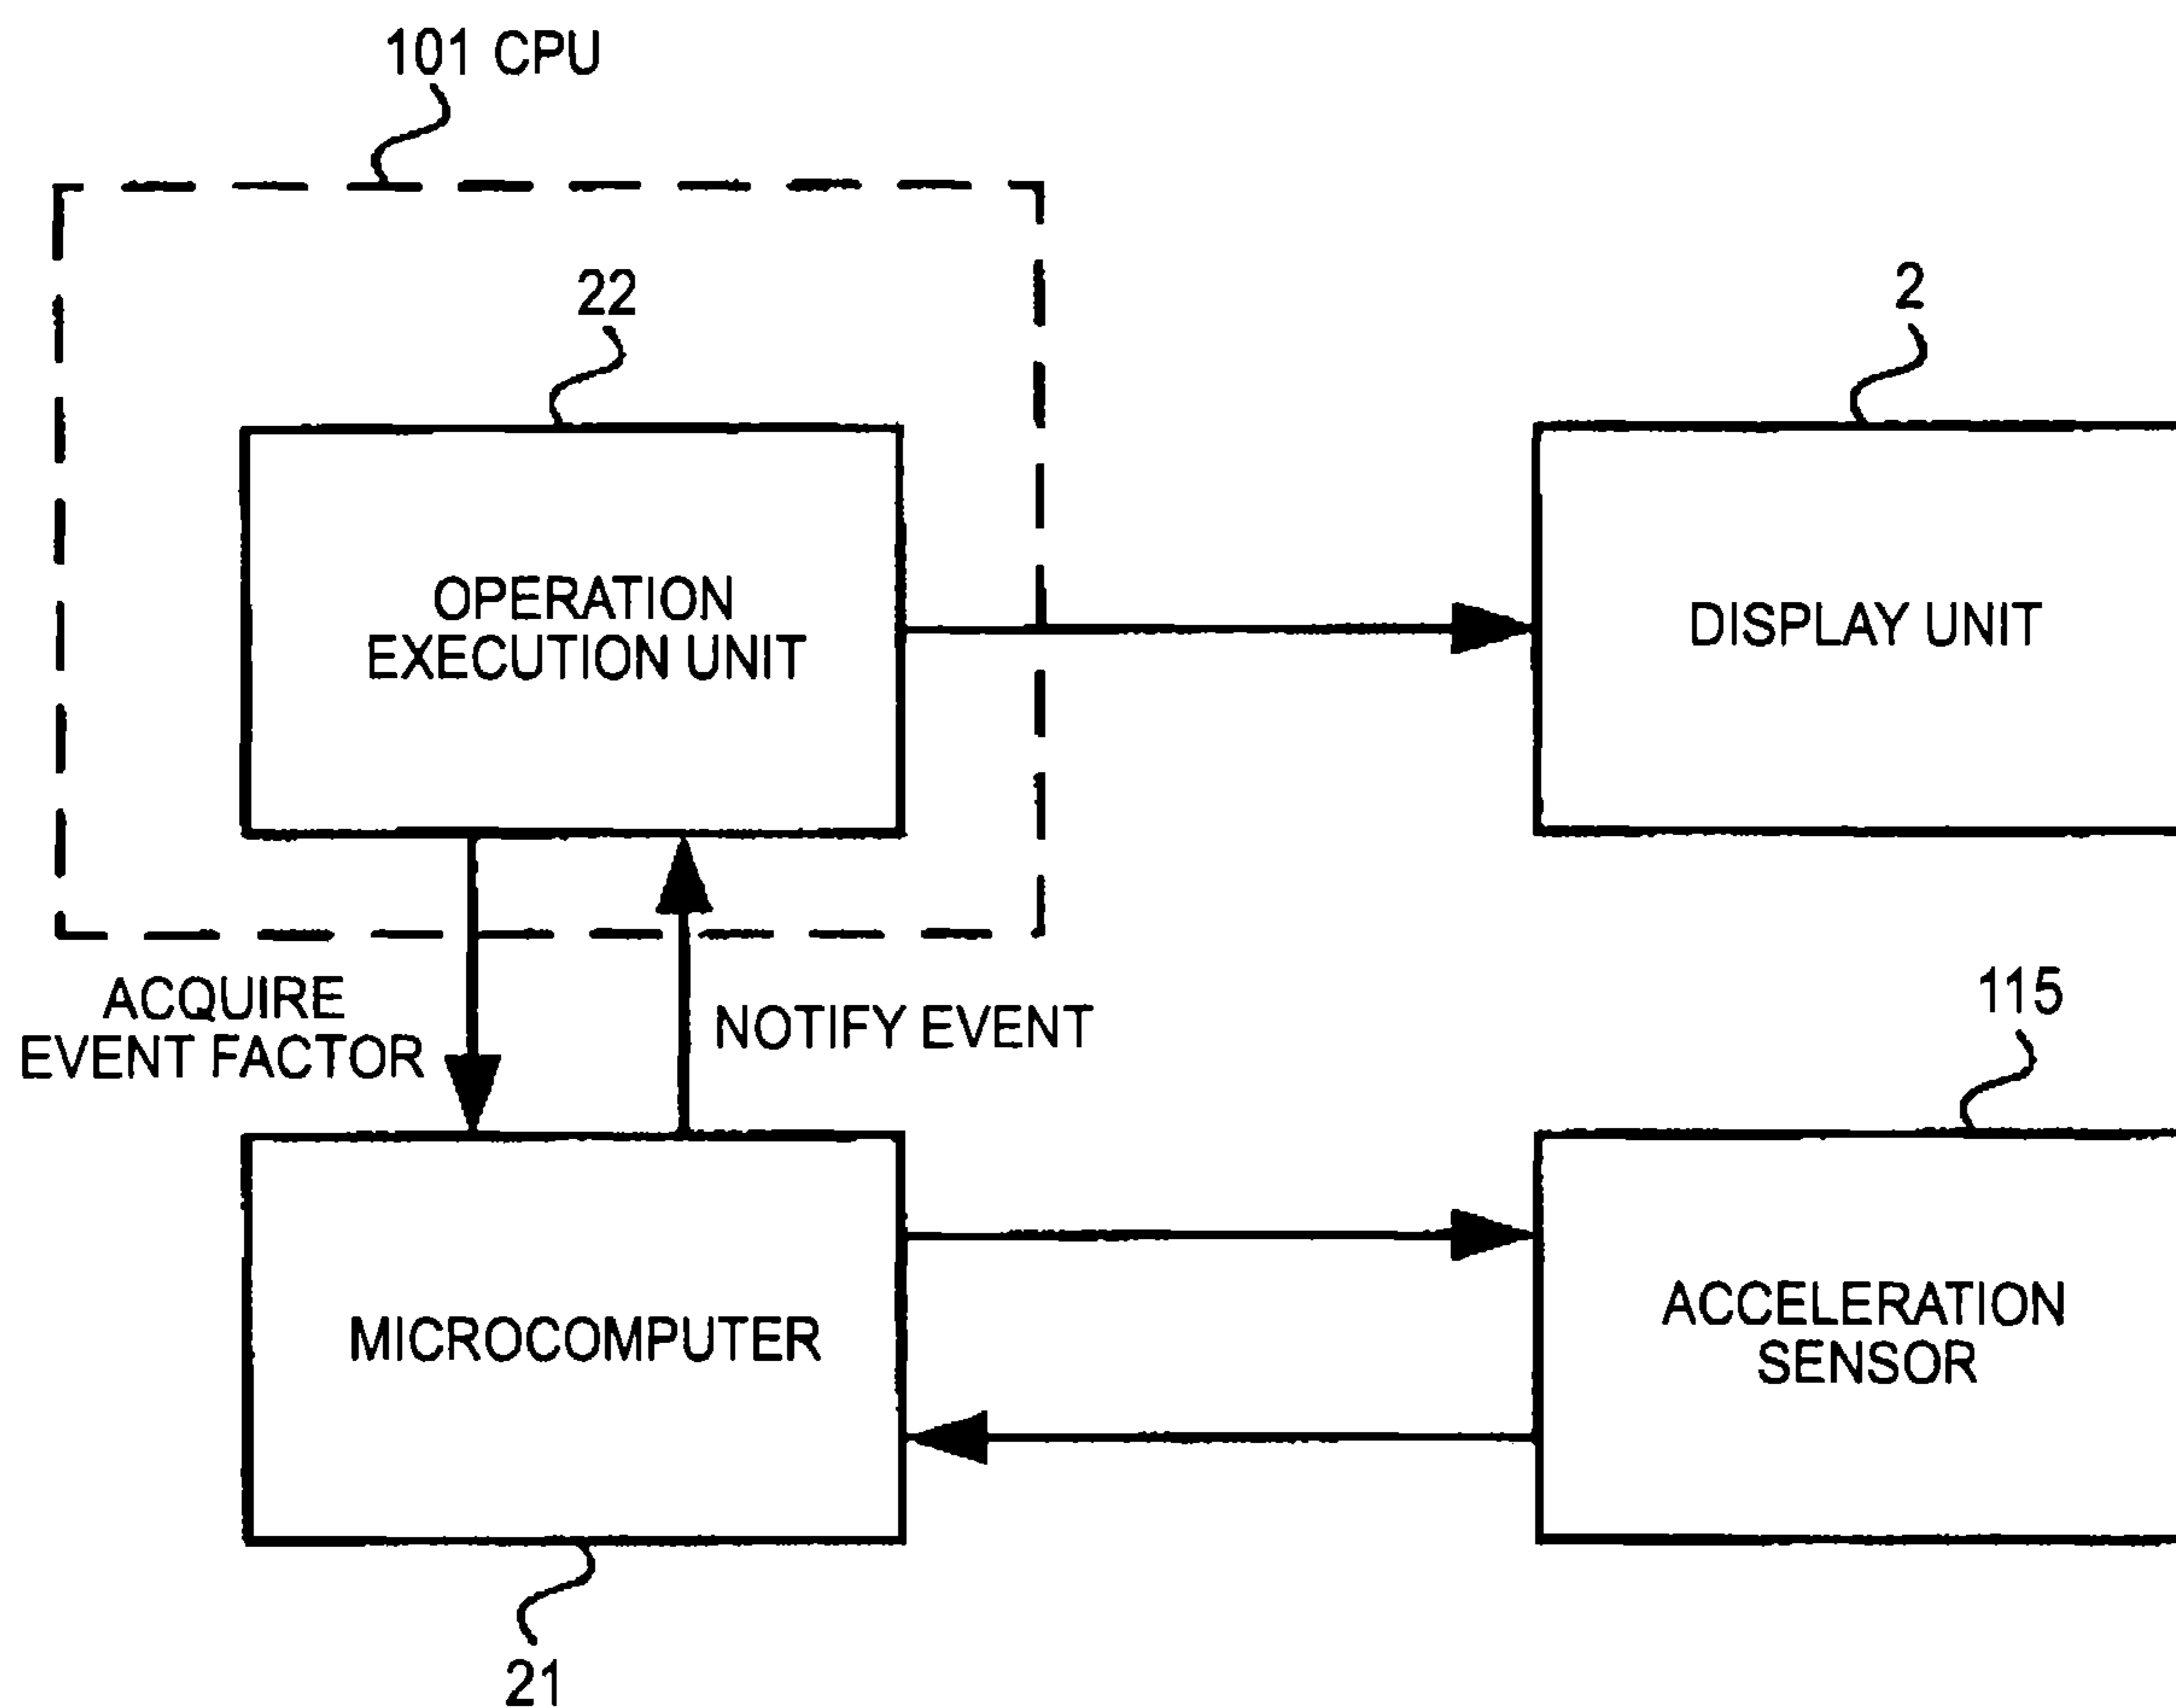 101 CPU
22
2
OPERATION
EXECUTION UNIT
DISPLAY UNIT
ACQUIRE
EVENT FACTOR
NOTIFY EVENT
115
MICROCOMPUTER
ACCELERATION
SENSOR
21